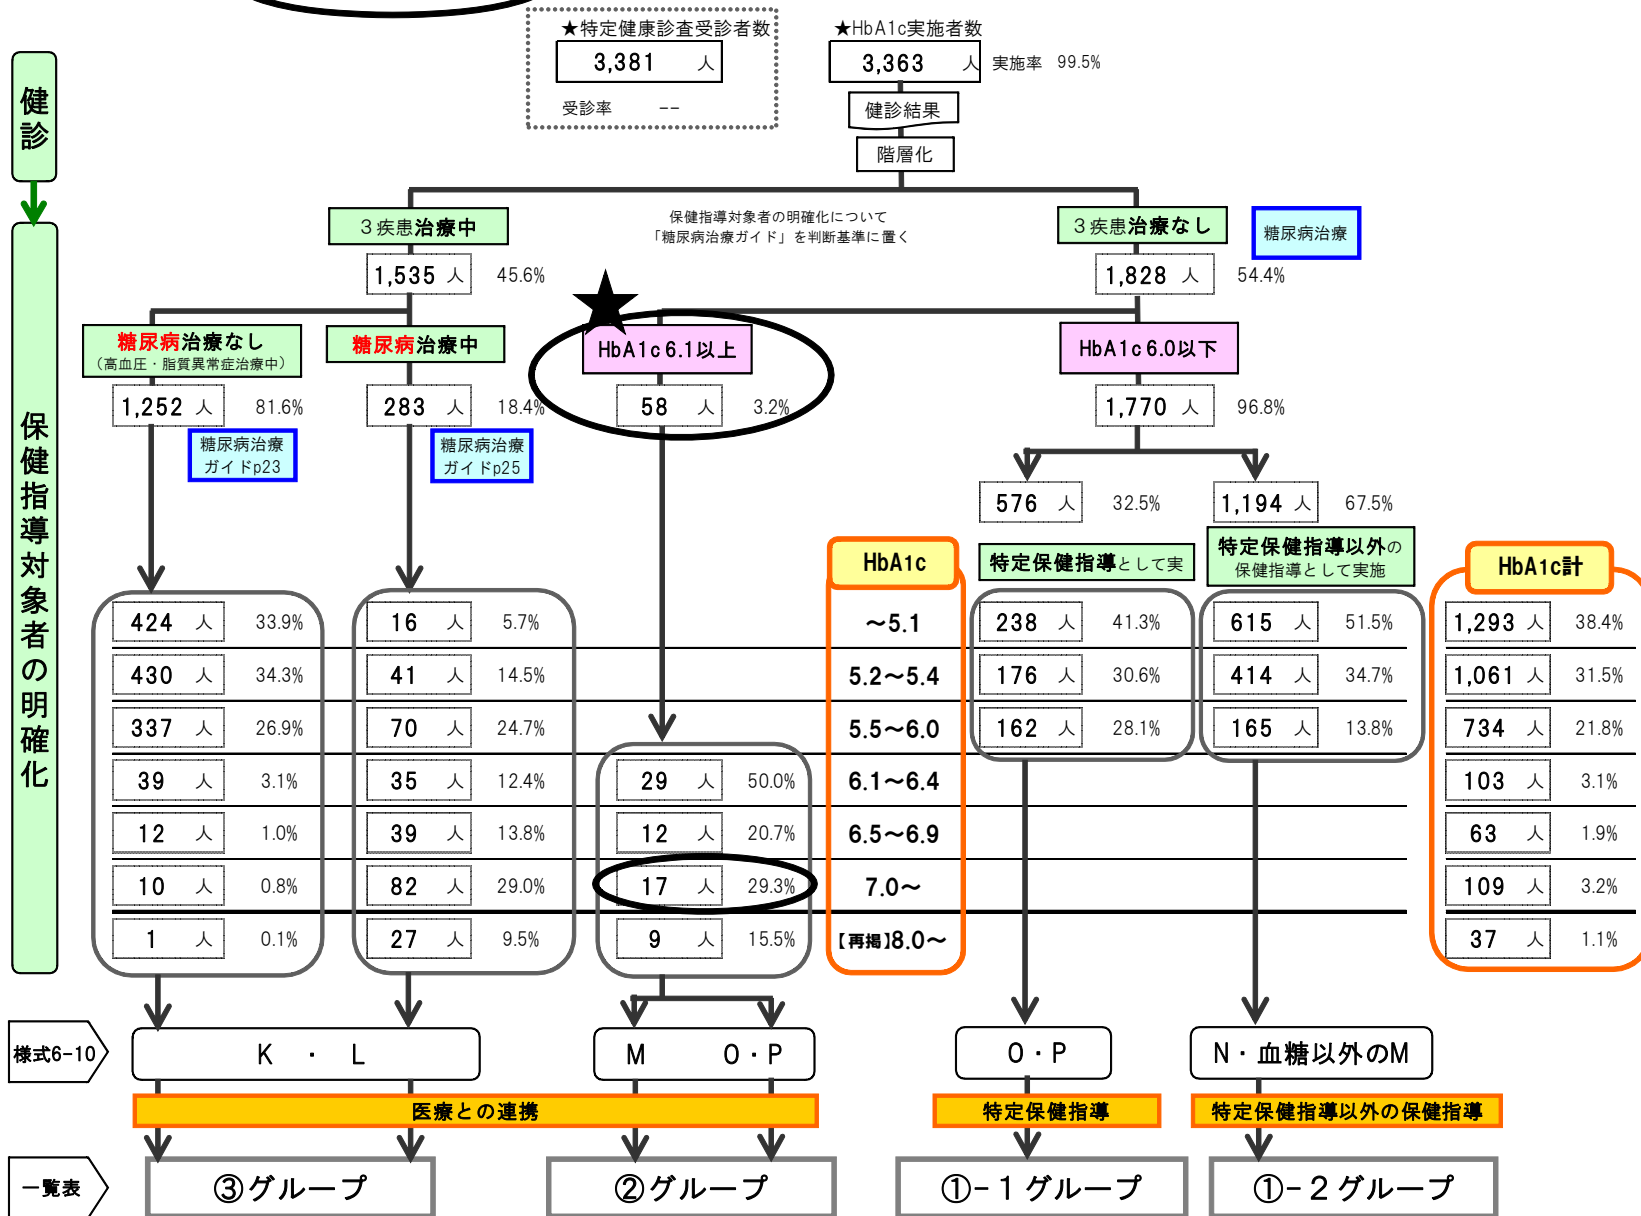 ★特定健康診査受診者数
3,381 人
受診率 --
★HbA1c実施者数
3,363 人 実施率 99.5%
健診結果
階層化
健診
保健指導対象者の明確化
保健指導対象者の明確化について
「糖尿病治療ガイド」を判断基準に置く
3疾患治療中
1,535 人 45.6%
3疾患治療なし
1,828 人 54.4%
糖尿病治療
★
糖尿病治療なし
（高血圧・脂質異常症治療中）
1,252 人 81.6%
糖尿病治療
ガイドp23
糖尿病治療中
283 人 18.4%
糖尿病治療
ガイドp25
HbA1c 6.1以上
58 人 3.2%
HbA1c 6.0以下
1,770 人 96.8%
576 人 32.5%
1,194 人 67.5%
HbA1c
特定保健指導として実
特定保健指導以外の
保健指導として実施
HbA1c計
424 人 33.9% 16 人 5.7% ～5.1 238 人 41.3% 615 人 51.5% 1,293 人 38.4%
430 人 34.3% 41 人 14.5% 5.2～5.4 176 人 30.6% 414 人 34.7% 1,061 人 31.5%
337 人 26.9% 70 人 24.7% 5.5～6.0 162 人 28.1% 165 人 13.8% 734 人 21.8%
39 人 3.1% 35 人 12.4% 29 人 50.0% 6.1～6.4 103 人 3.1%
12 人 1.0% 39 人 13.8% 12 人 20.7% 6.5～6.9 63 人 1.9%
10 人 0.8% 82 人 29.0% 17 人 29.3% 7.0～ 109 人 3.2%
1 人 0.1% 27 人 9.5% 9 人 15.5% 【再掲】8.0～ 37 人 1.1%
様式6-10
K ・ L
M O・P
O・P
N・血糖以外のM
医療との連携
特定保健指導
特定保健指導以外の保健指導
一覧表
③グループ
②グループ
①-1グループ
①-2グループ